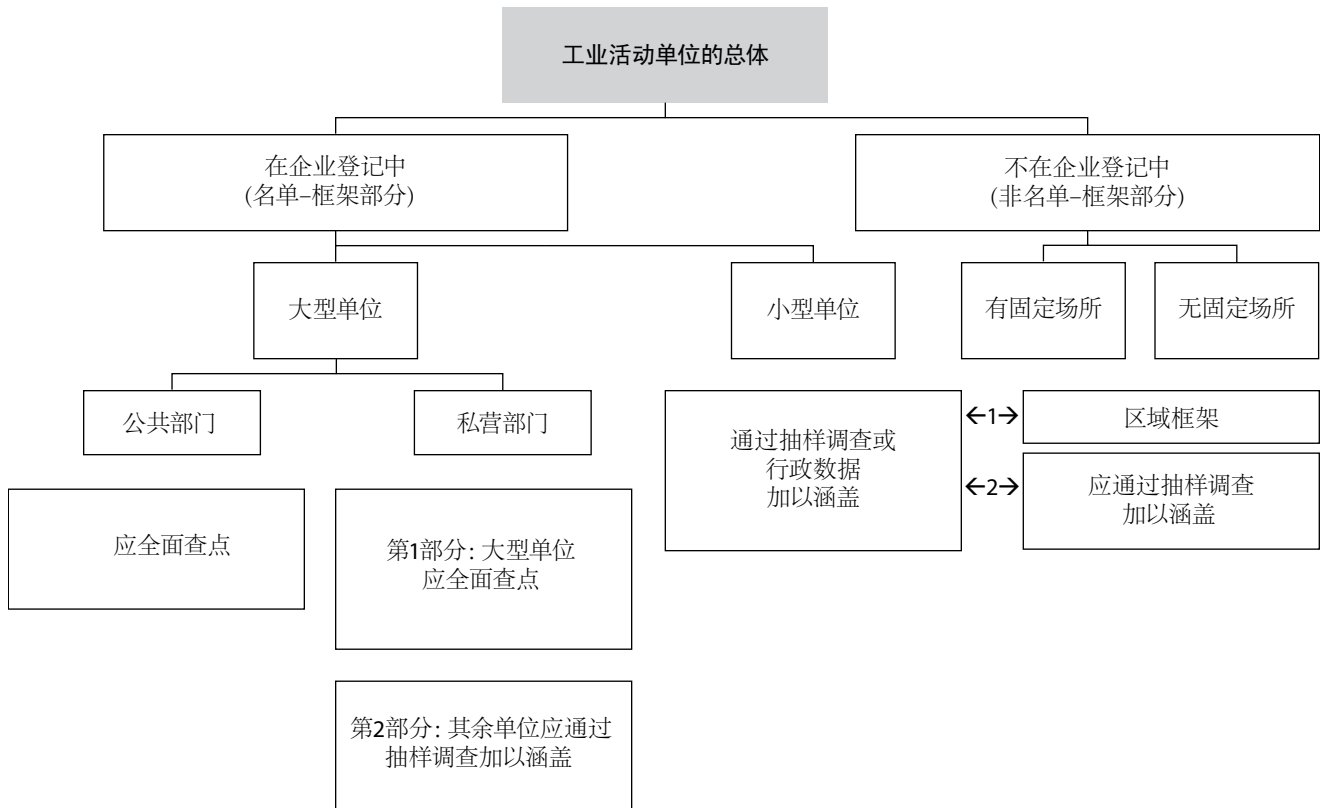 工业活动单位的总体
在企业登记中
(名单–框架部分)
不在企业登记中
(非名单–框架部分)
大型单位
小型单位
有固定场所
无固定场所
公共部门
私营部门
通过抽样调查或
行政数据
加以涵盖
←1→
区域框架
←2→
应通过抽样调查
加以涵盖
应全面查点
第1部分: 大型单位
应全面查点
第2部分: 其余单位应通过
抽样调查加以涵盖